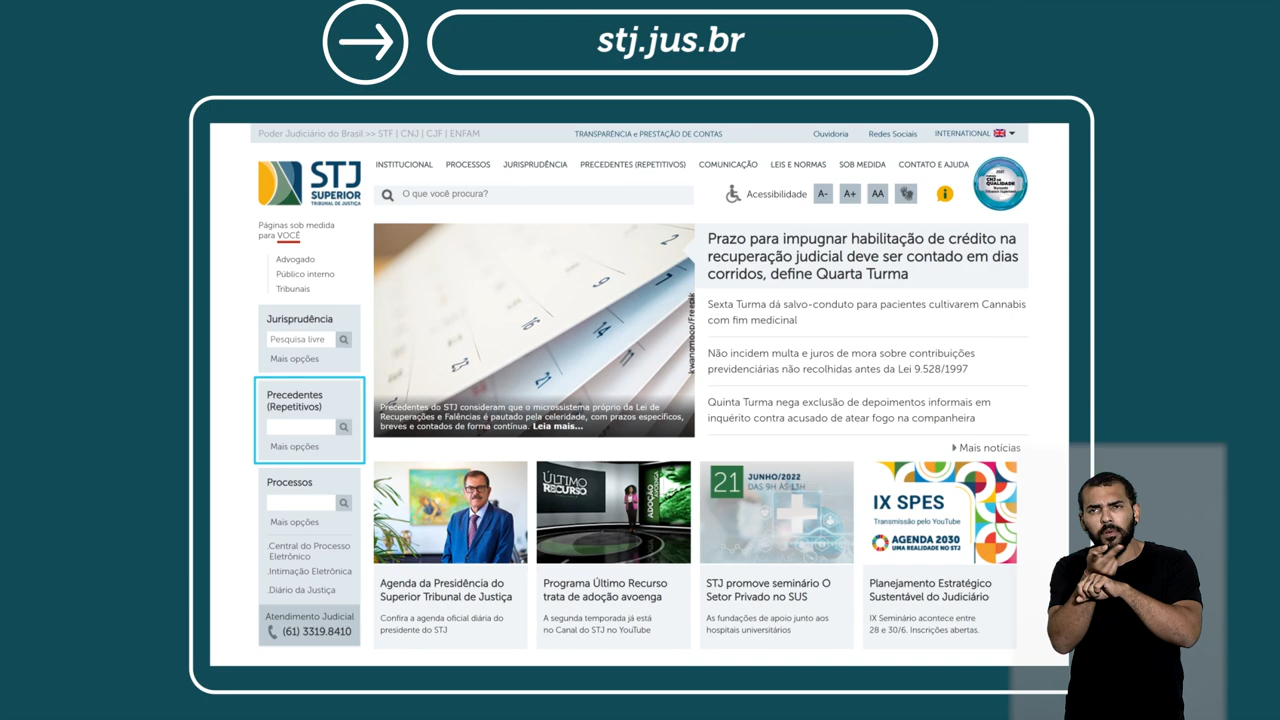 stj.jus.br
Poder Judiciário do Brasil >> STF | CNJ | CJF | ENFAM
TRANSPARÊNCIA e PRESTAÇÃO DE CONTAS
Ouvidoria
Redes Sociais
INTERNATIONAL
STJ
SUPERIOR
TRIBUNAL DE JUSTIÇA
INSTITUCIONAL
PROCESSOS
JURISPRUDÊNCIA
PRECEDENTES (REPETITIVOS)
COMUNICAÇÃO
LEIS E NORMAS
SOB MEDIDA
CONTATO E AJUDA
O que você procura?
Acessibilidade
A-
A+
AA
CNJ DE
QUALIDADE
Páginas sob medida
para VOCÊ
Advogado
Público interno
Tribunais
Jurisprudência
Pesquisa livre
Mais opções
Precedentes
(Repetitivos)
Mais opções
Processos
Mais opções
.Central do Processo
Eletrônico
.Intimação Eletrônica
.Diário da Justiça
Atendimento Judicial
(61) 3319.8410
kwanqmoop/Freepik
Precedentes do STJ consideram que o microssistema próprio da Lei de
Recuperações e Falências é pautado pela celeridade, com prazos específicos,
breves e contados de forma contínua. Leia mais...
Prazo para impugnar habilitação de crédito na
recuperação judicial deve ser contado em dias
corridos, define Quarta Turma
Sexta Turma dá salvo-conduto para pacientes cultivarem Cannabis
com fim medicinal
Não incidem multa e juros de mora sobre contribuições
previdenciárias não recolhidas antes da Lei 9.528/1997
Quinta Turma nega exclusão de depoimentos informais em
inquérito contra acusado de atear fogo na companheira
Mais notícias
Agenda da Presidência do
Superior Tribunal de Justiça
Confira a agenda oficial diária do
presidente do STJ
ÚLTIMO
RECURSO
ADOÇÃO
AVOENGA
Programa Último Recurso
trata de adoção avoenga
A segunda temporada já está
no Canal do STJ no YouTube
21
JUNHO/2022
DAS 9H ÀS 13H
STJ promove seminário O
Setor Privado no SUS
As fundações de apoio junto aos
hospitais universitários
IX SPES
Transmissão pelo YouTube
AGENDA 2030
UMA REALIDADE NO STJ
Planejamento Estratégico
Sustentável do Judiciário
IX Seminário acontece entre
28 e 30/6. Inscrições abertas.